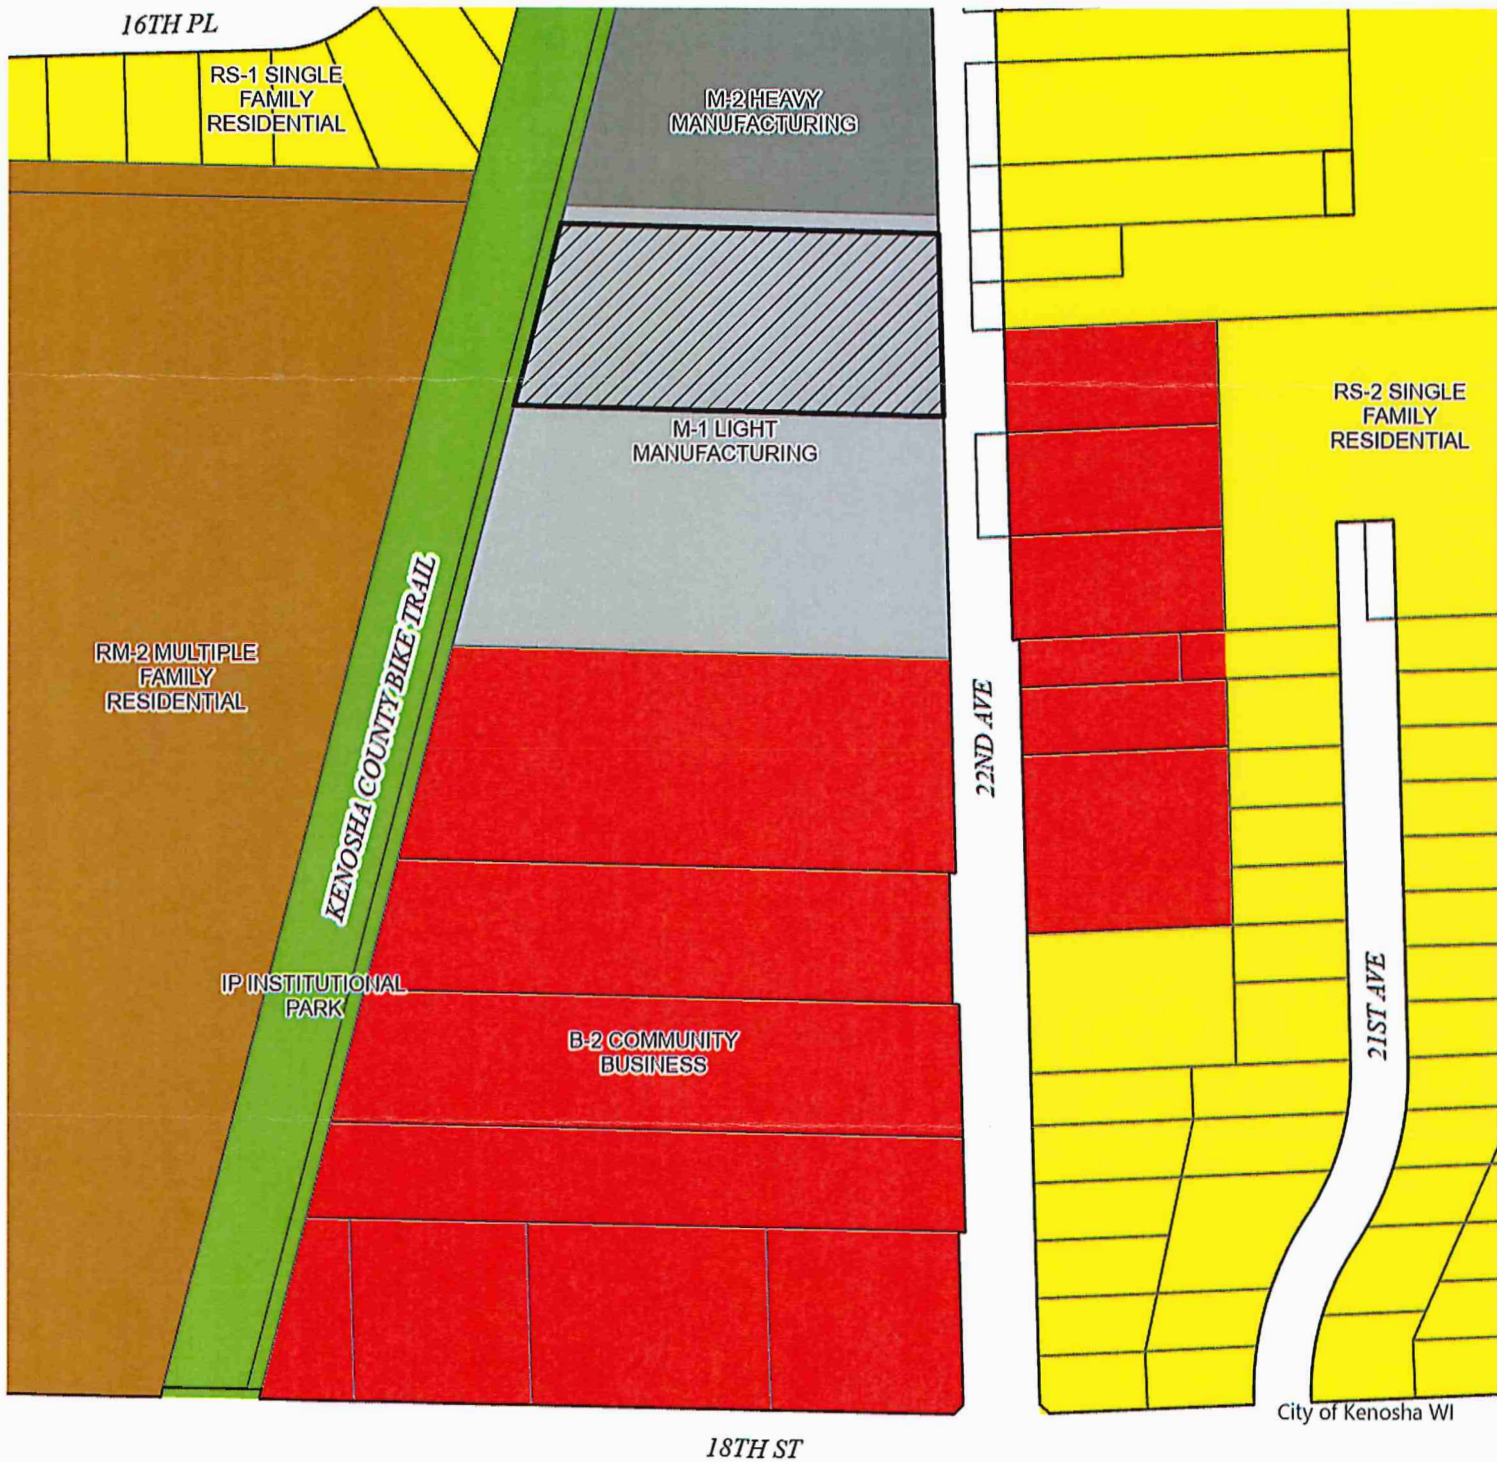 16TH PL
RS-1 SINGLE
FAMILY
RESIDENTIAL
M-2 HEAVY
MANUFACTURING
M-1 LIGHT
MANUFACTURING
RS-2 SINGLE
FAMILY
RESIDENTIAL
RM-2 MULTIPLE
FAMILY
RESIDENTIAL
KENOSHA COUNTY BIKE TRAIL
22ND AVE
IP INSTITUTIONAL
PARK
B-2 COMMUNITY
BUSINESS
21ST AVE
City of Kenosha WI
18TH ST